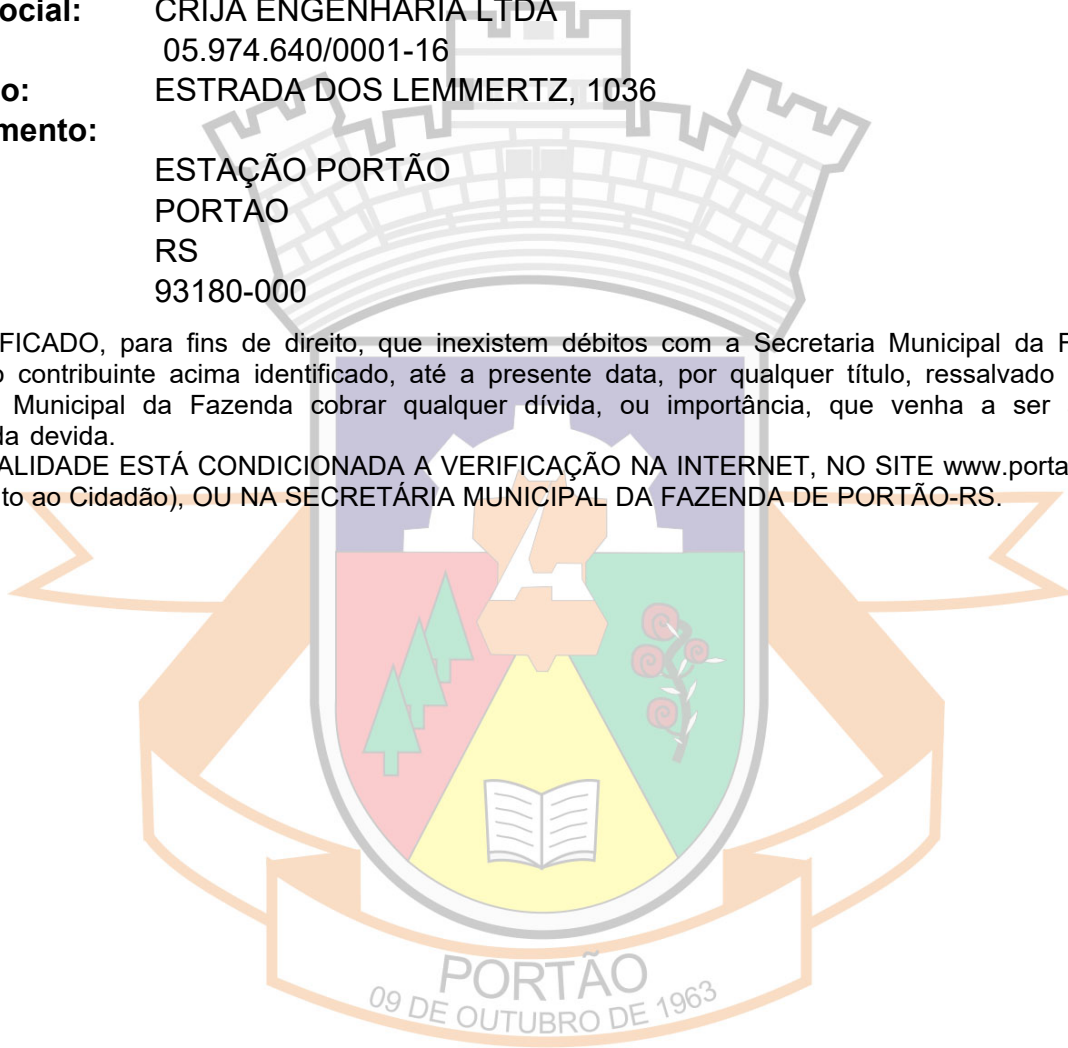 ocial: CRIJA ENGENHARIA LTDA
05.974.640/0001-16
o: ESTRADA DOS LEMMERTZ, 1036
mento:
ESTAÇÃO PORTÃO
PORTAO
RS
93180-000
FICADO, para fins de direito, que inexistem débitos com a Secretaria Municipal da F
o contribuinte acima identificado, até a presente data, por qualquer título, ressalvado
Municipal da Fazenda cobrar qualquer dívida, ou importância, que venha a ser
da devida.
ALIDADE ESTÁ CONDICIONADA A VERIFICAÇÃO NA INTERNET, NO SITE www.porta
to ao Cidadão), OU NA SECRETÁRIA MUNICIPAL DA FAZENDA DE PORTÃO-RS.
PORTÃO
09 DE OUTUBRO DE 1963